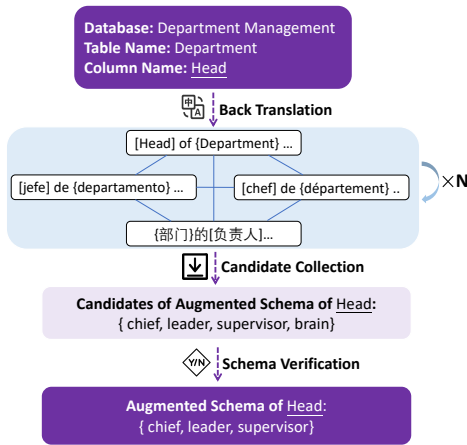 Database: Department Management
Table Name: Department
Column Name: Head
中
A
Back Translation
[Head] of {Department} ...
[jefe] de {departamento} ...
[chef] de {département} ..
{部门}的[负责人]...
×N
Candidate Collection
Candidates of Augmented Schema of Head:
{ chief, leader, supervisor, brain}
Y/N
Schema Verification
Augmented Schema of Head:
{ chief, leader, supervisor}